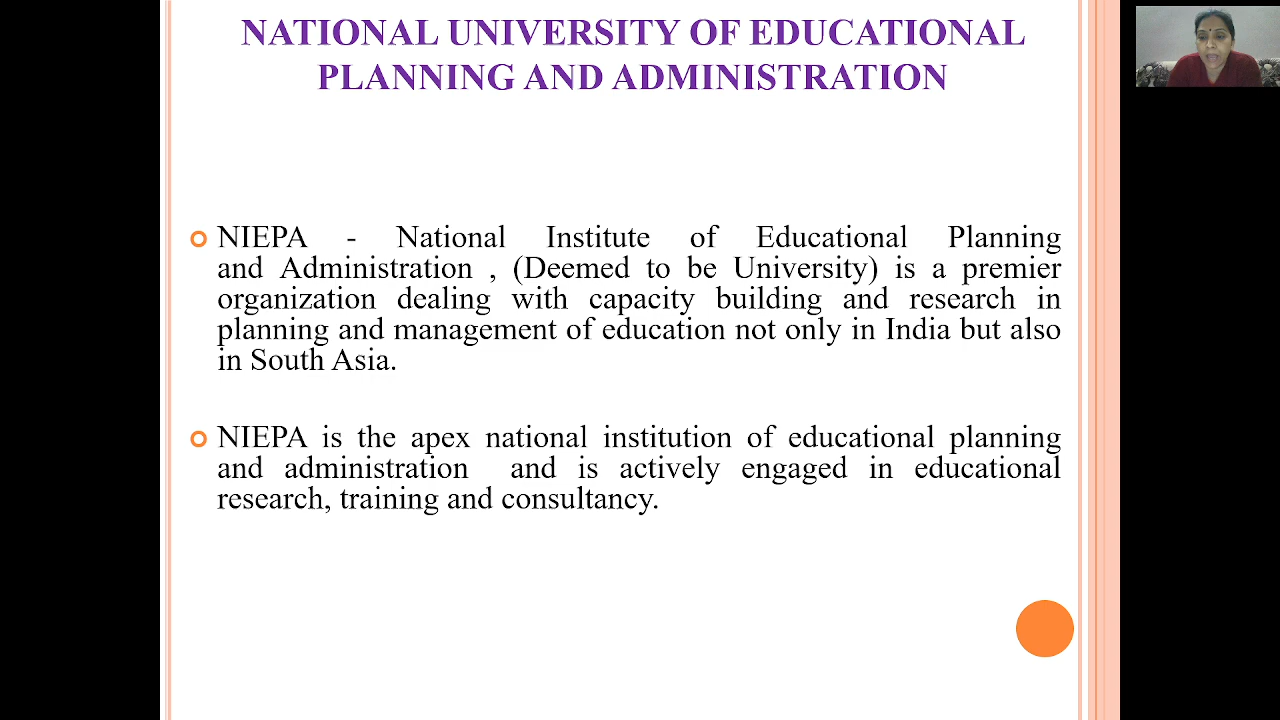 NATIONAL UNIVERSITY OF EDUCATIONAL
PLANNING AND ADMINISTRATION
NIEPA - National Institute of Educational Planning
and Administration , (Deemed to be University) is a premier
organization dealing with capacity building and research in
planning and management of education not only in India but also
in South Asia.
NIEPA is the apex national institution of educational planning
and administration and is actively engaged in educational
research, training and consultancy.